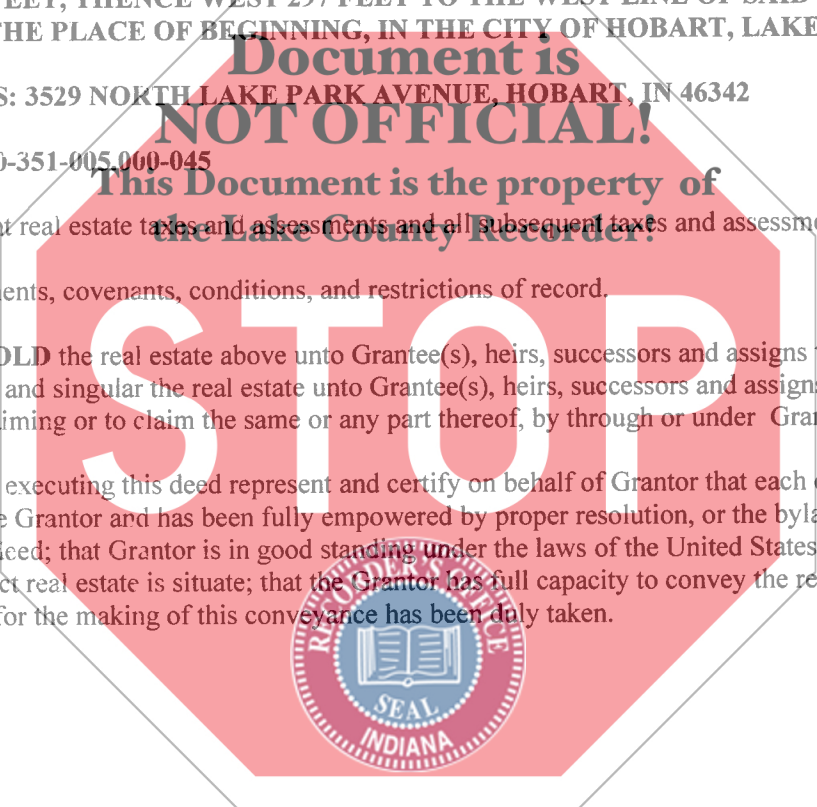 FEET, THENCE WEST 297 FEET TO THE WEST LINE OF SAID
THE PLACE OF BEGINNING, IN THE CITY OF HOBART, LAKE
Document is
S: 3529 NORTH LAKE PARK AVENUE, HOBART, IN 46342
NOT OFFICIAL!
0-351-005.000-045
This Document is the property of
nt real estate taxes and assessments and all subsequent taxes and assessme
the Lake County Recorder!
ents, covenants, conditions, and restrictions of record.
STOP
OLD the real estate above unto Grantee(s), heirs, successors and assigns
and singular the real estate unto Grantee(s), heirs, successors and assigns
iming or to claim the same or any part thereof, by through or under Gran
executing this deed represent and certify on behalf of Grantor that each
e Grantor and has been fully empowered by proper resolution, or the byla
deed; that Grantor is in good standing under the laws of the United States
ct real estate is situate; that the Grantor has full capacity to convey the re
for the making of this conveyance has been duly taken.
RECORDER'S OFFICE
SEAL
INDIANA